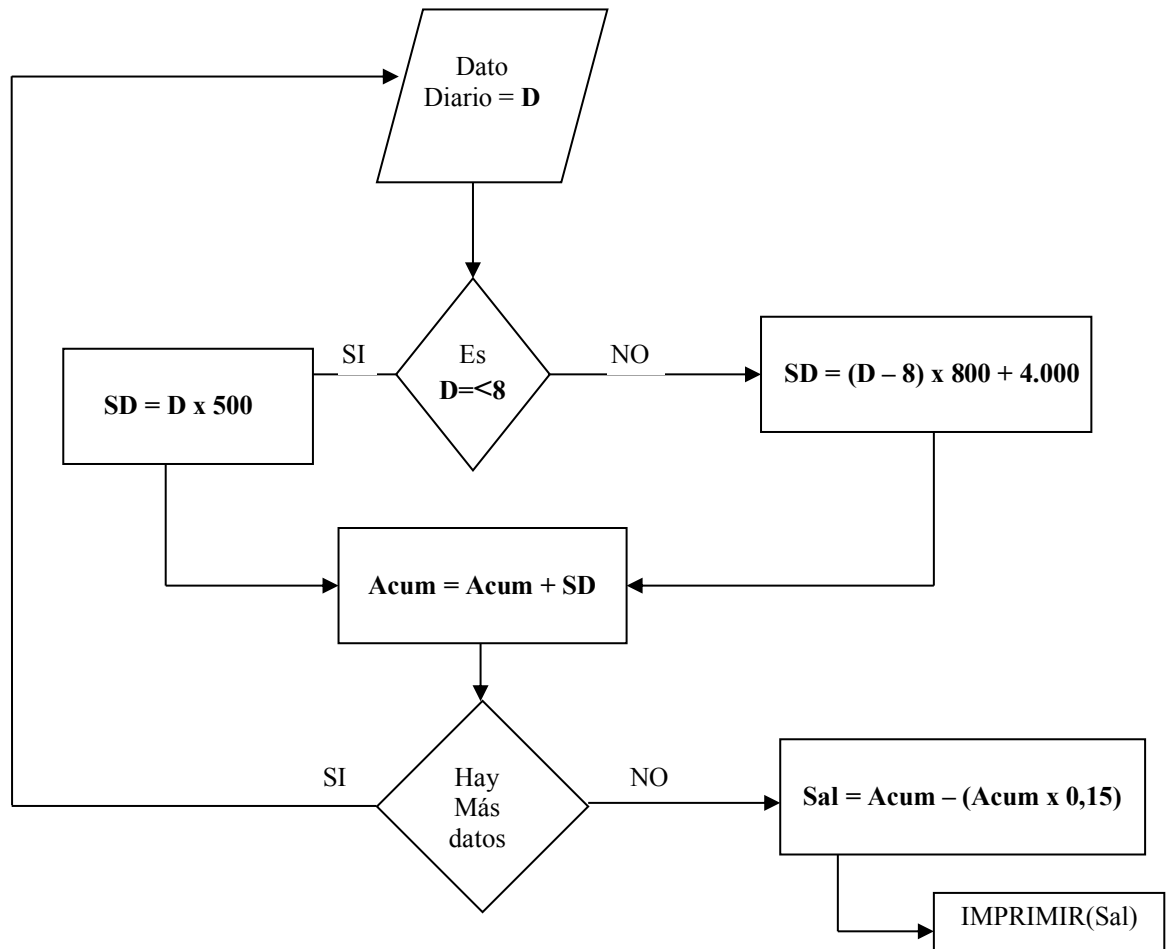 Dato
Diario = D
SI
Es
D=<8
NO
SD = D x 500
SD = (D – 8) x 800 + 4.000
Acum = Acum + SD
SI
Hay
Más
datos
NO
Sal = Acum – (Acum x 0,15)
IMPRIMIR(Sal)